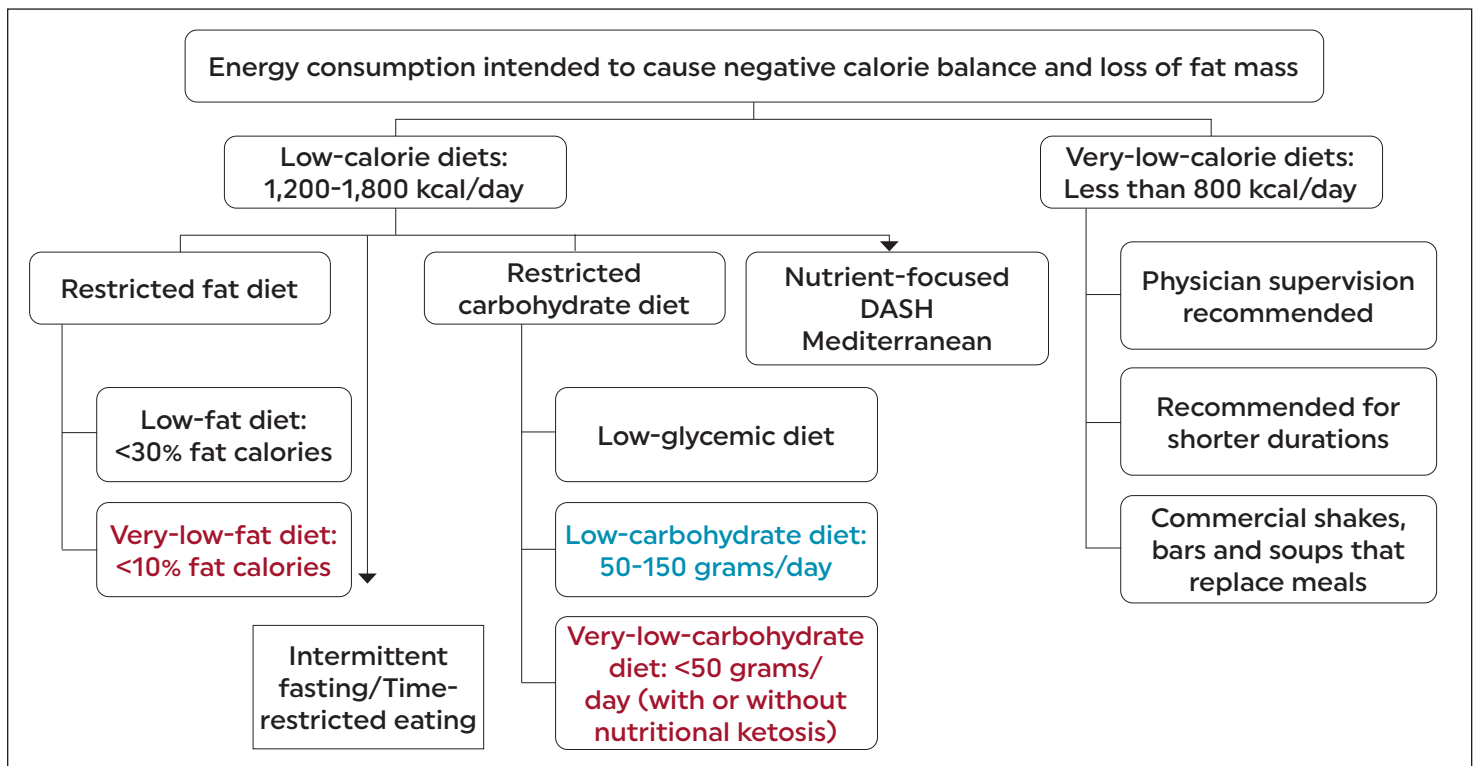 Energy consumption intended to cause negative calorie balance and loss of fat mass
Low-calorie diets:
1,200-1,800 kcal/day
Very-low-calorie diets:
Less than 800 kcal/day
Restricted fat diet
Restricted
carbohydrate diet
Nutrient-focused
DASH
Mediterranean
Physician supervision
recommended
Low-fat diet:
<30% fat calories
Low-glycemic diet
Recommended for
shorter durations
Very-low-fat diet:
<10% fat calories
Low-carbohydrate diet:
50-150 grams/day
Commercial shakes,
bars and soups that
replace meals
Intermittent
fasting/Time-
restricted eating
Very-low-carbohydrate
diet: <50 grams/
day (with or without
nutritional ketosis)